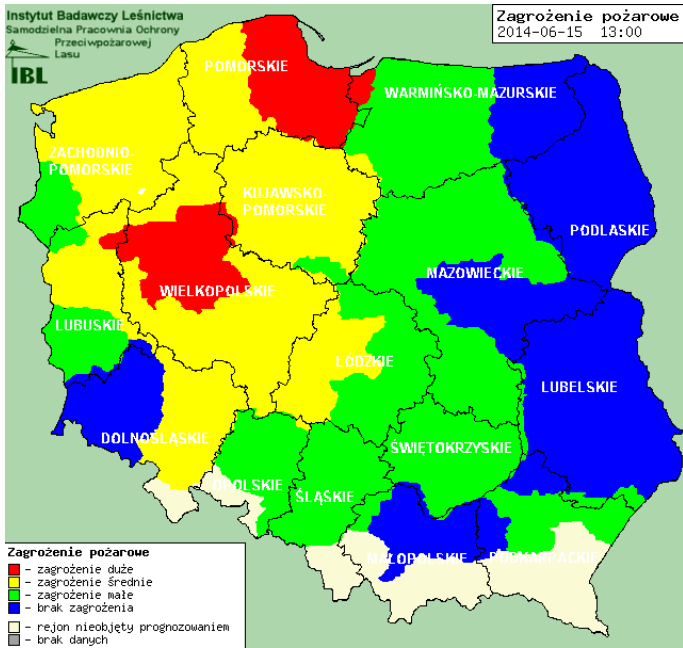 Instytut Badawczy Leśnictwa
Samodzielna Pracownia Ochrony
Przeciwpożarowej
Lasu
IBL
Zagrożenie pożarowe
2014-06-15 13:00
POMORSKIE
WARMIŃSKO-MAZURSKIE
ZACHODNIO-
POMORSKIE
KUJAWSKO-
POMORSKIE
PODLASKIE
MAZOWIECKIE
WIELKOPOLSKIE
LUBUSKIE
ŁÓDZKIE
LUBELSKIE
DOLNOŚLĄSKIE
ŚWIĘTOKRZYSKIE
OPOLSKIE
ŚLĄSKIE
MAŁOPOLSKIE
PODKARPACKIE
Zagrożenie pożarowe
- zagrożenie duże
- zagrożenie średnie
- zagrożenie małe
- brak zagrożenia
- rejon nieobjęty prognozowaniem
- brak danych